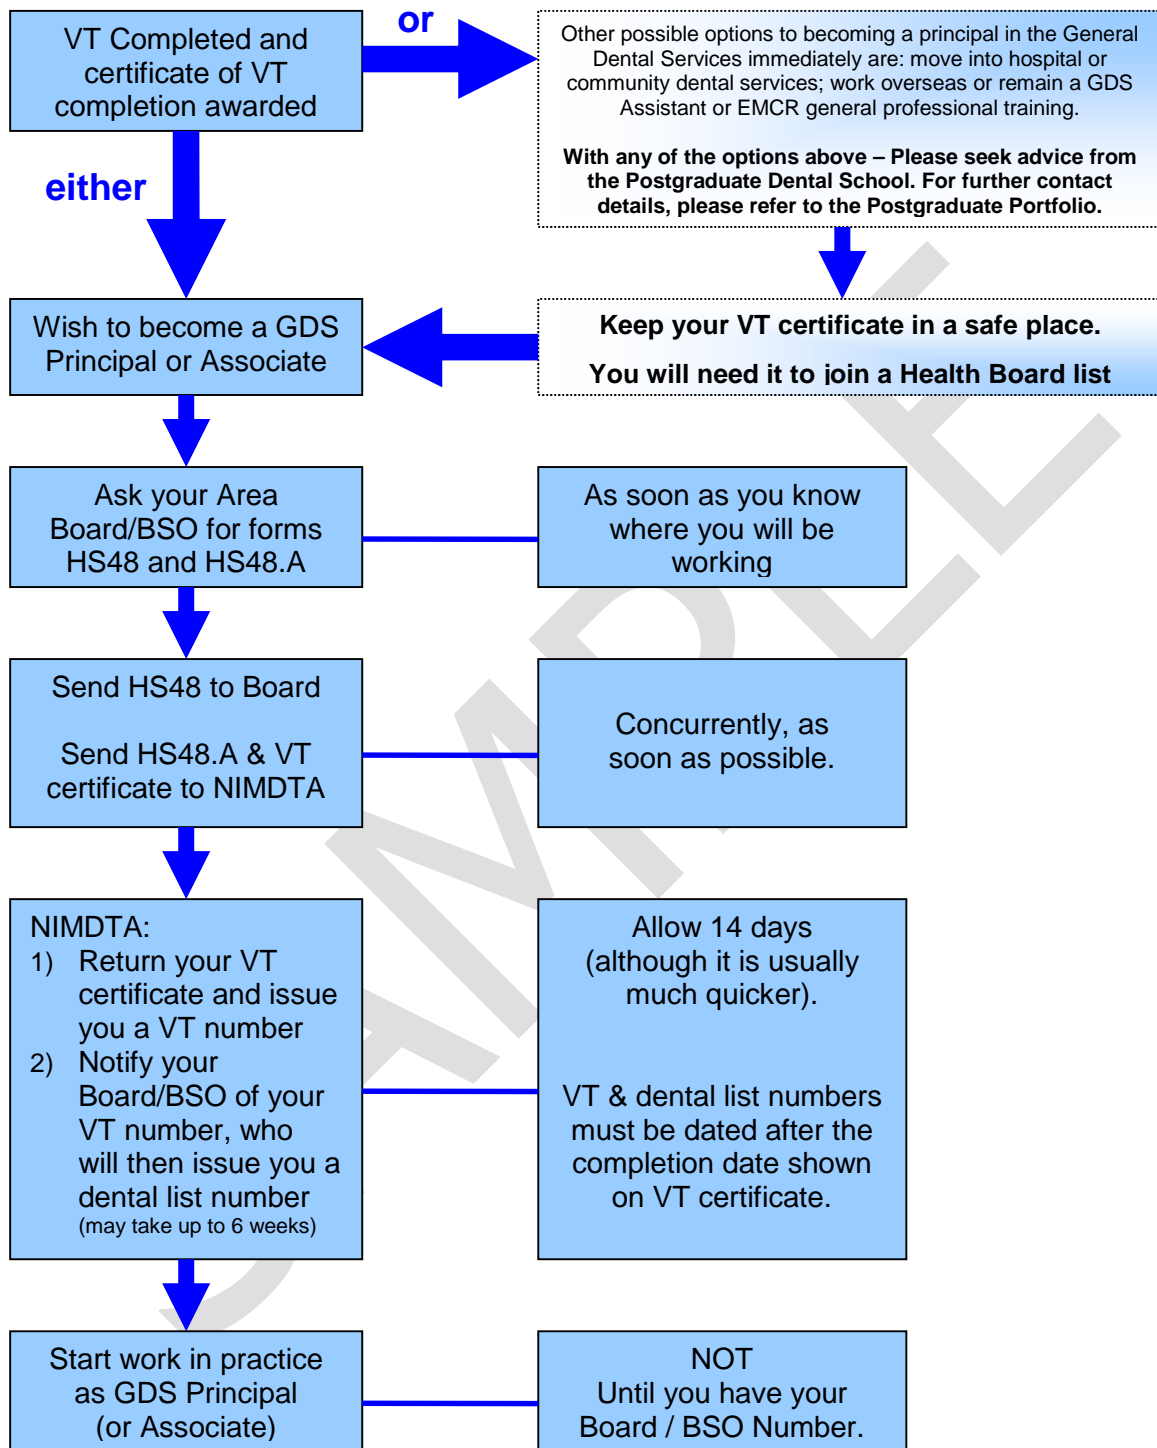 VT Completed and
certificate of VT
completion awarded
or
Other possible options to becoming a principal in the General
Dental Services immediately are: move into hospital or
community dental services; work overseas or remain a GDS
Assistant or EMCR general professional training.
With any of the options above – Please seek advice from
the Postgraduate Dental School. For further contact
details, please refer to the Postgraduate Portfolio.
either
Wish to become a GDS
Principal or Associate
Keep your VT certificate in a safe place.
You will need it to join a Health Board list
Ask your Area
Board/BSO for forms
HS48 and HS48.A
As soon as you know
where you will be
working
Send HS48 to Board
Send HS48.A & VT
certificate to NIMDTA
Concurrently, as
soon as possible.
NIMDTA:
1) Return your VT
certificate and issue
you a VT number
2) Notify your
Board/BSO of your
VT number, who
will then issue you a
dental list number
(may take up to 6 weeks)
Allow 14 days
(although it is usually
much quicker).
VT & dental list numbers
must be dated after the
completion date shown
on VT certificate.
Start work in practice
as GDS Principal
(or Associate)
NOT
Until you have your
Board / BSO Number.
SAMPLE